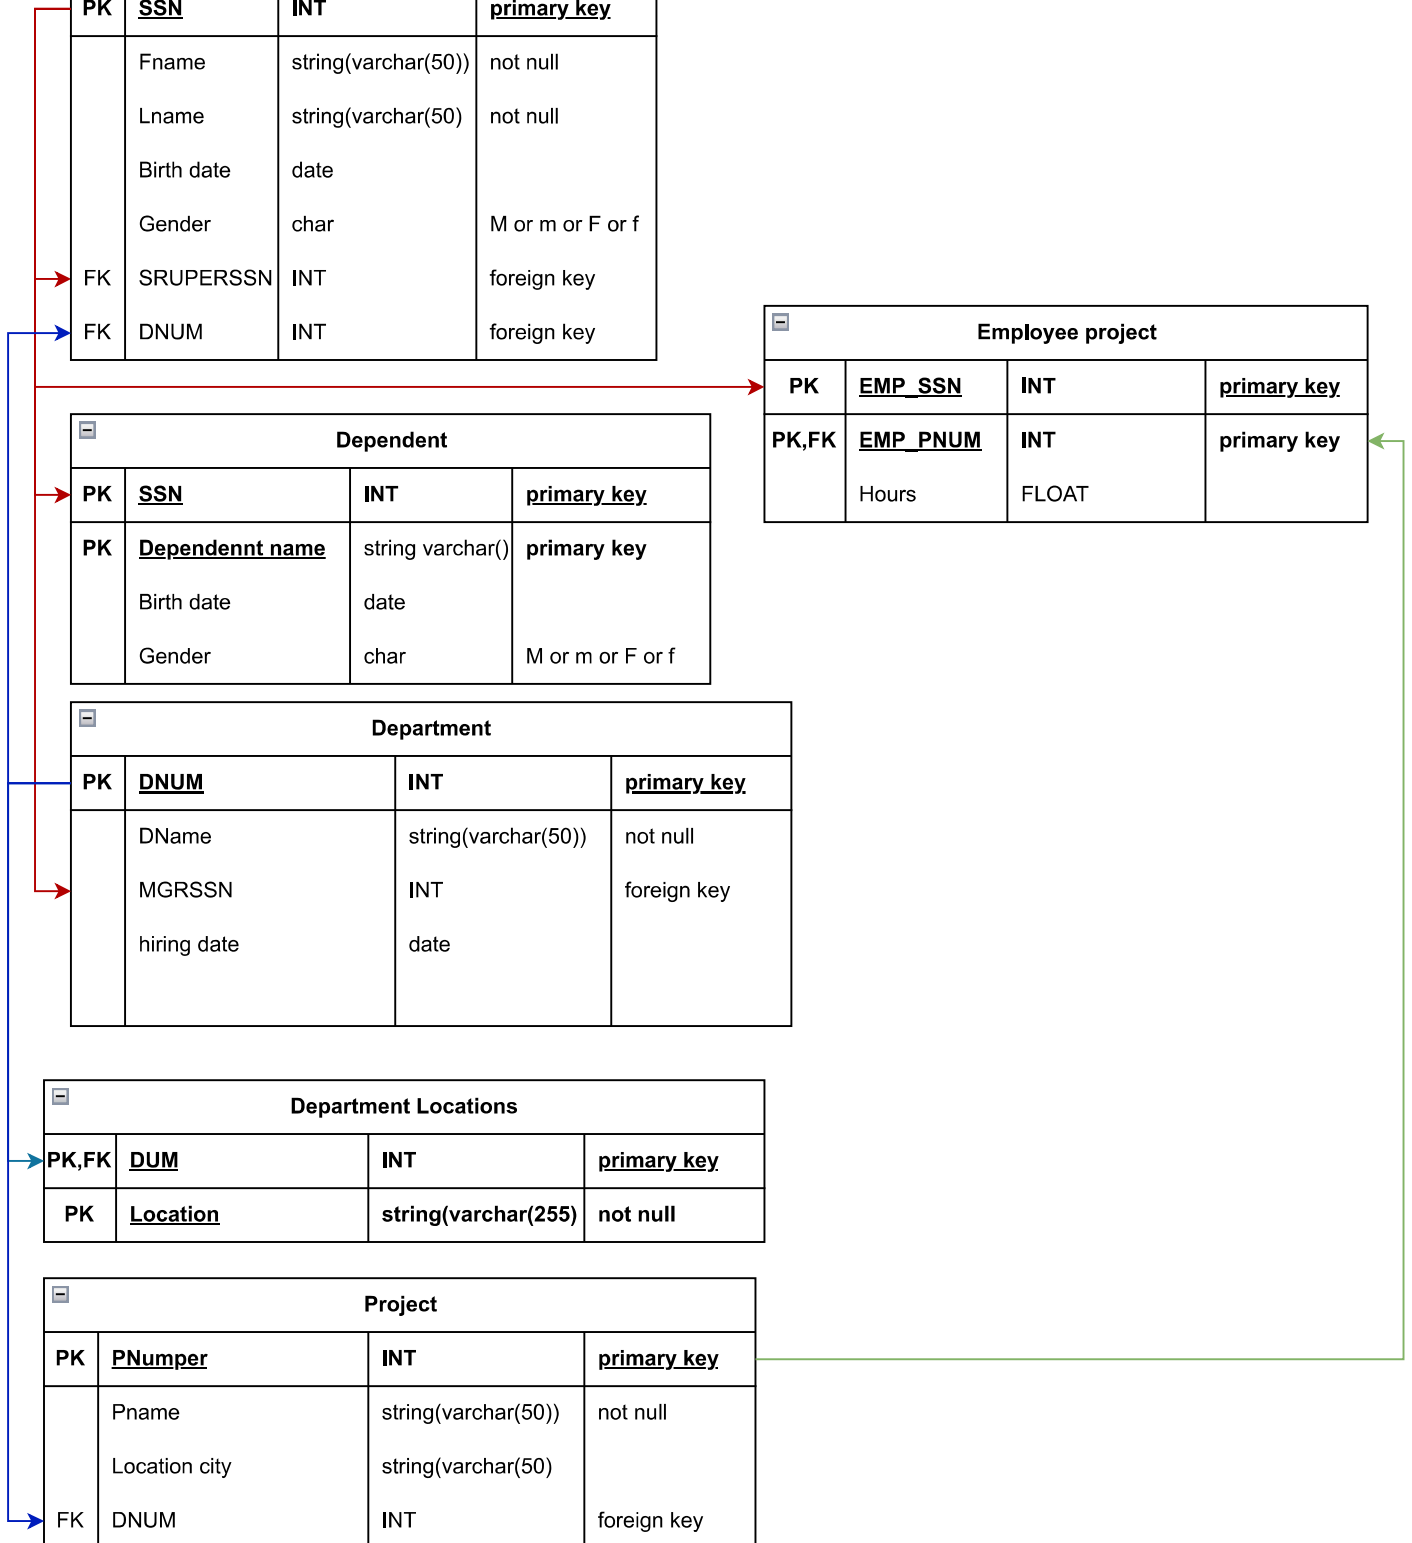 PK SSN INT primary key
Fname string(varchar(50)) not null
Lname string(varchar(50) not null
Birth date date
Gender char M or m or F or f
FK SRUPERSSN INT foreign key
FK DNUM INT foreign key
Employee project
PK EMP_SSN INT primary key
PK,FK EMP_PNUM INT primary key
Hours FLOAT
Dependent
PK SSN INT primary key
PK Dependennt name string varchar() primary key
Birth date date
Gender char M or m or F or f
Department
PK DNUM INT primary key
DName string(varchar(50)) not null
MGRSSN INT foreign key
hiring date date
Department Locations
PK,FK DUM INT primary key
PK Location string(varchar(255) not null
Project
PK PNumper INT primary key
Pname string(varchar(50)) not null
Location city string(varchar(50)
FK DNUM INT foreign key